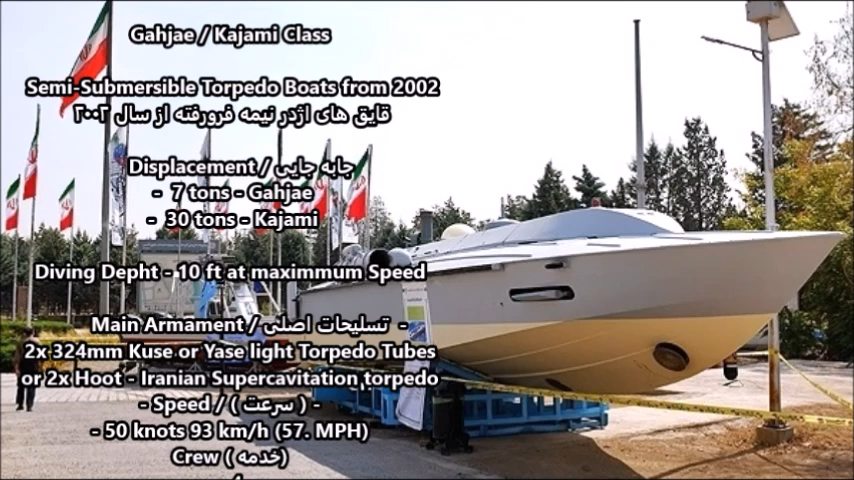 Gahjae / Kajami Class
Semi-Submersible Torpedo Boats from 2002
قایق های اژدر نیمه فرورفته از سال ۲۰۰۲
Displacement / جابه جایی
- 7 tons - Gahjae
- 30 tons - Kajami
Diving Depht - 10 ft at maximmum Speed
Main Armament / تسلیحات اصلی -
2x 324mm Kuse or Yase light Torpedo Tubes
or 2x Hoot - Iranian Supercavitation torpedo
- Speed / ( سرعت ) -
- 50 knots 93 km/h (57. MPH)
Crew ( خدمه)